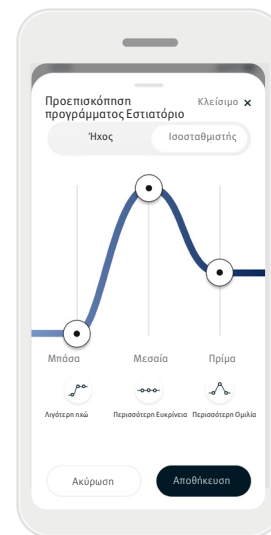 Προεπισκόπηση
προγράμματος Εστιατόριο
Κλείσιμο ×
Ήχος Ισοσταθμιστής
Μπάσα Μεσαία Πρίμα
Λιγότερη ηχώ Περισσότερη Ευκρίνεια Περισσότερη Ομιλία
Ακύρωση Αποθήκευση